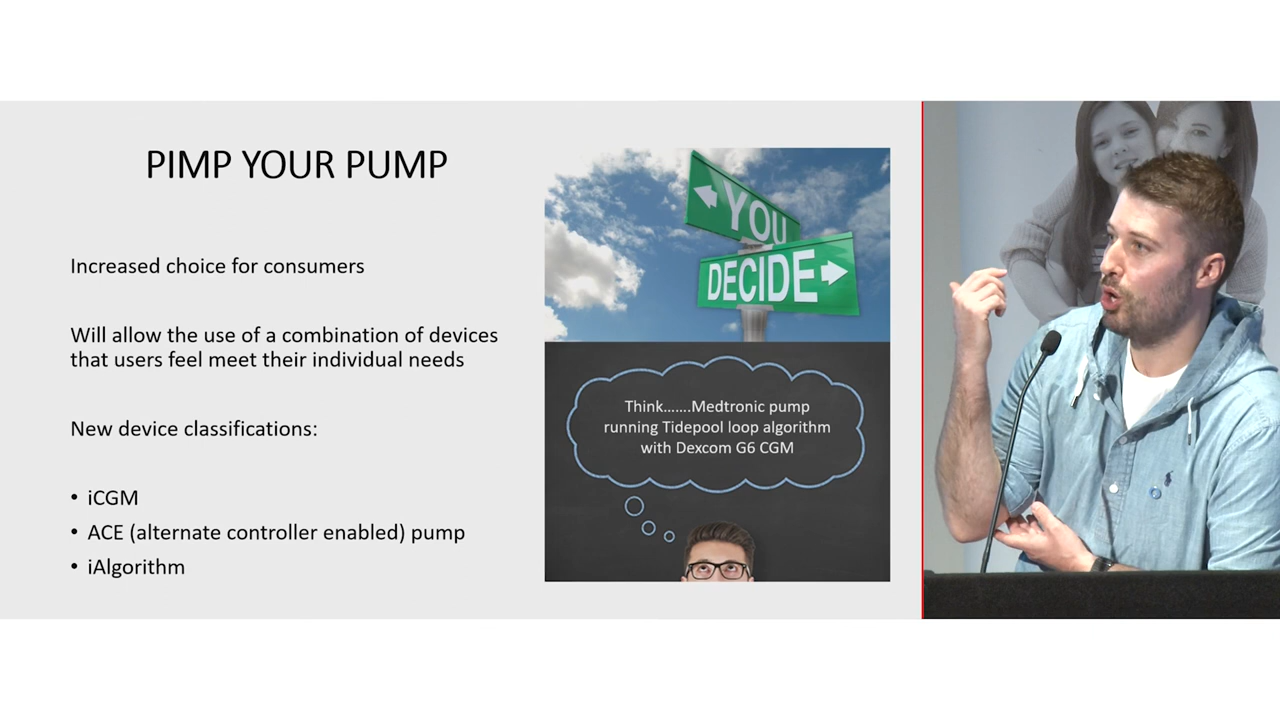 PIMP YOUR PUMP
Increased choice for consumers
Will allow the use of a combination of devices
that users feel meet their individual needs
New device classifications:
• iCGM
• ACE (alternate controller enabled) pump
• iAlgorithm
YOU
DECIDE
Think.......Medtronic pump
running Tidepool loop algorithm
with Dexcom G6 CGM